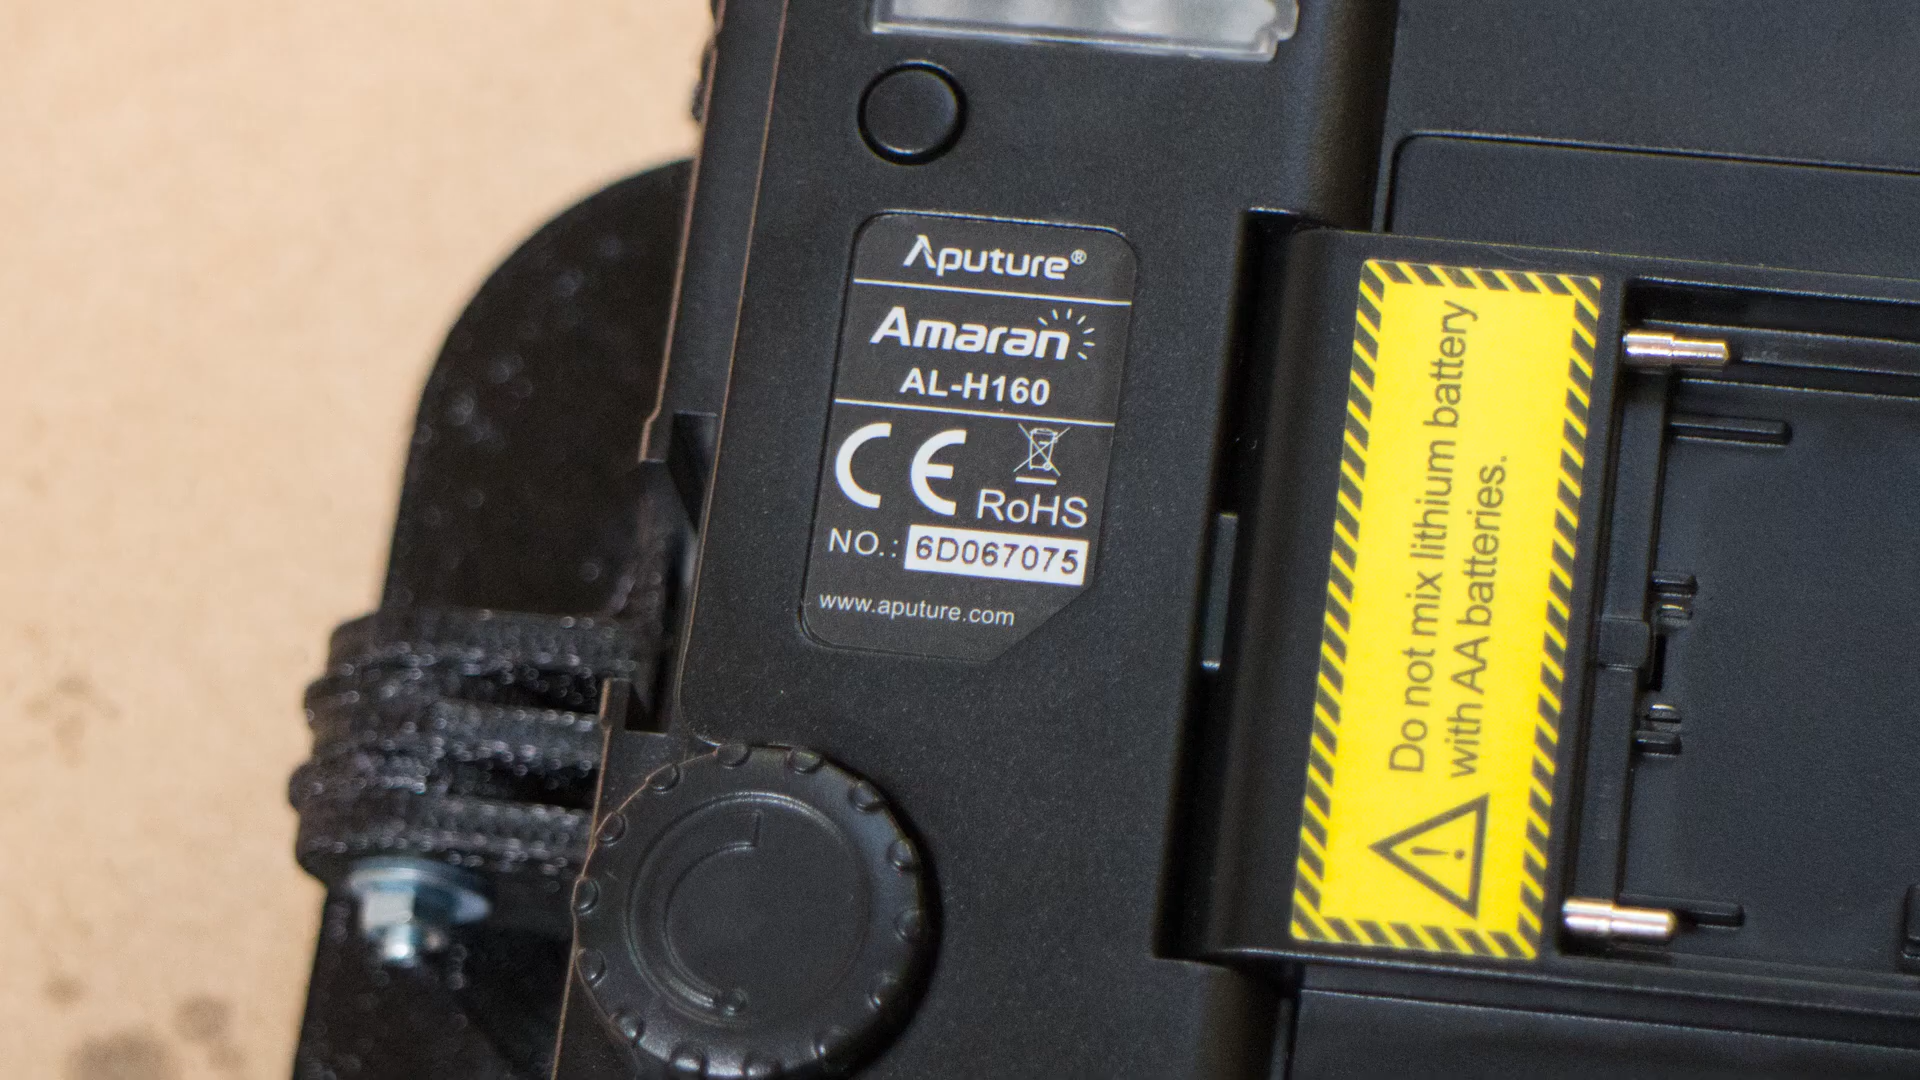 Aputure®
Amaran
AL-H160
CE
RoHS
NO.: 6D067075
www.aputure.com
Do not mix lithium battery
with AA batteries.